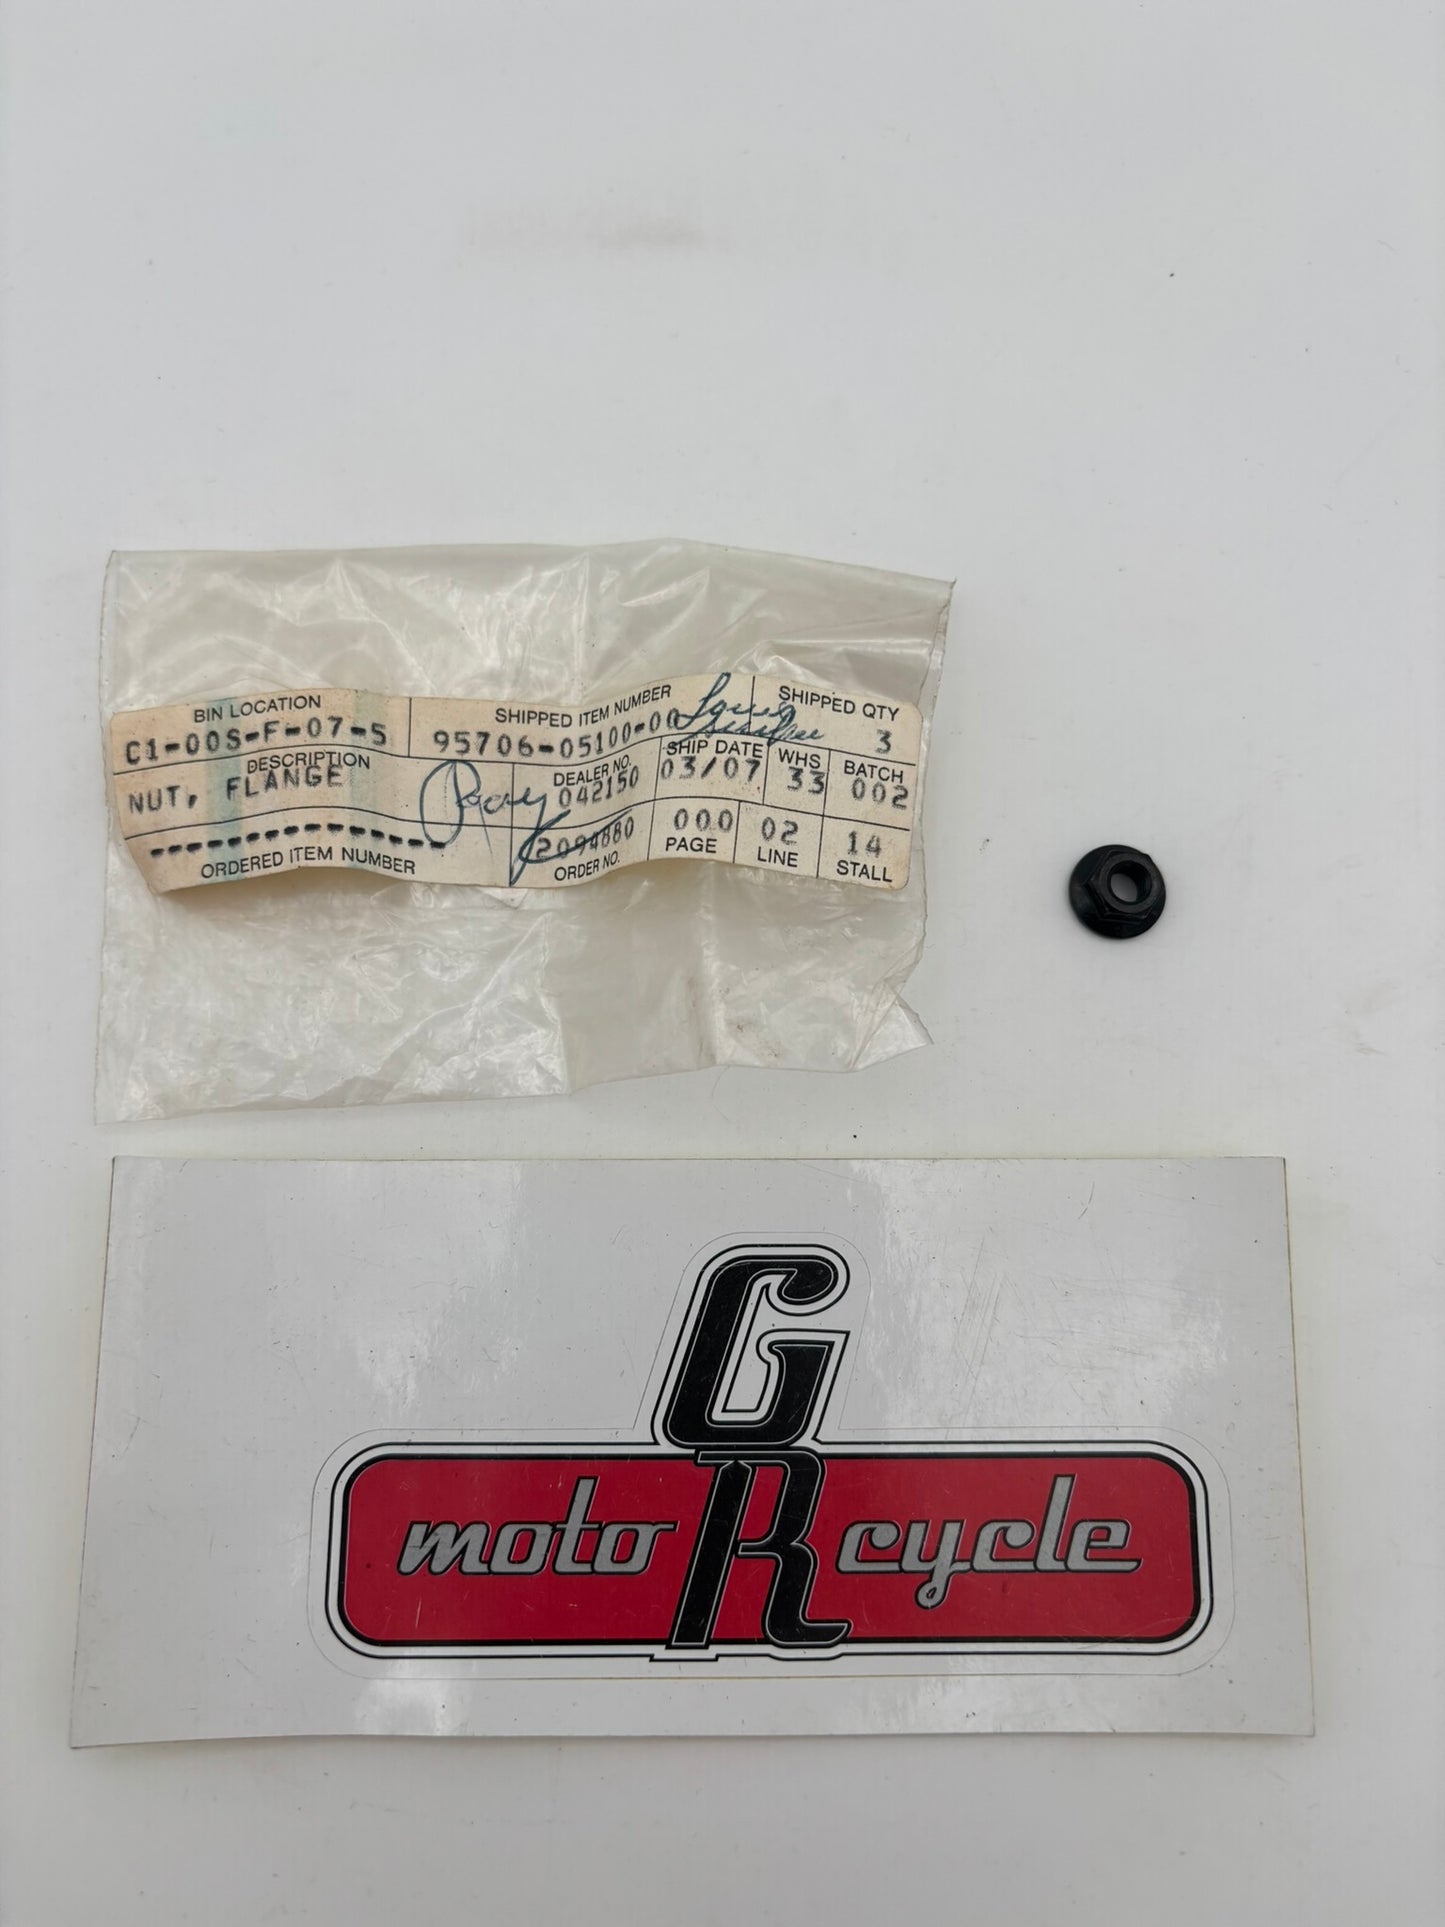 BIN LOCATION SHIPPED ITEM NUMBER SHIPPED QTY
C1-00S-F-07-5 95706-05100-00 3
DESCRIPTION DEALER NO. SHIP DATE WHS BATCH
NUT, FLANGE 042150 03/07 33 002
------------- 2094880 000 02 14
ORDERED ITEM NUMBER ORDER NO. PAGE LINE STALL
G
motoRcycle